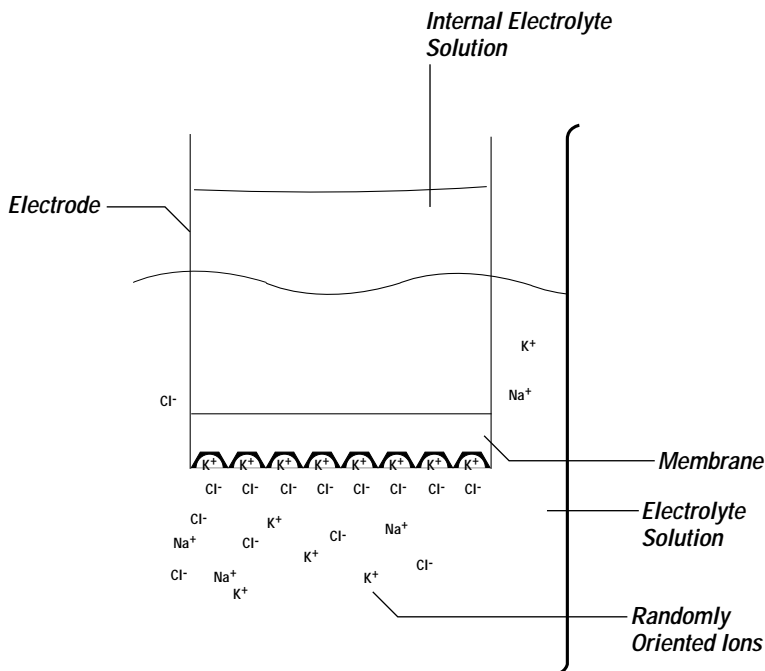 Internal Electrolyte
Solution
Electrode
K+
Na+
Cl-
K+ K+ K+ K+ K+ K+ K+ K+
Membrane
Cl- Cl- Cl- Cl- Cl- Cl- Cl- Cl-
Cl-
K+
Na+
Electrolyte
Solution
Na+
Cl-
Cl-
K+
Cl-
Cl-
Na+
K+
K+
Randomly
Oriented Ions